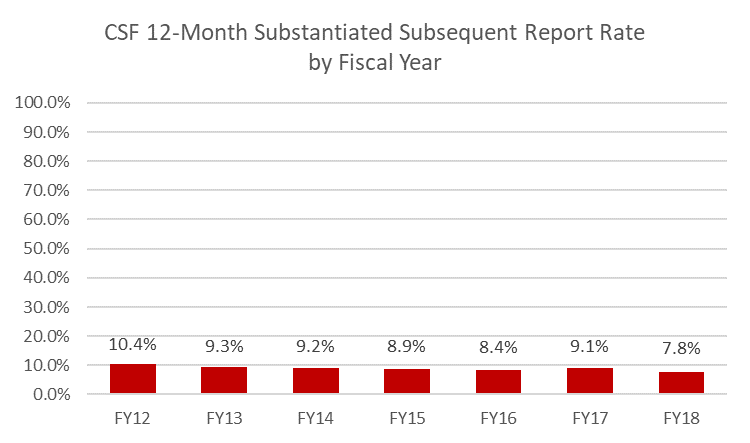 CSF 12-Month Substantiated Subsequent Report Rate
by Fiscal Year
100.0%
90.0%
80.0%
70.0%
60.0%
50.0%
40.0%
30.0%
20.0%
10.0%
0.0%
10.4% 9.3% 9.2% 8.9% 8.4% 9.1% 7.8%
FY12 FY13 FY14 FY15 FY16 FY17 FY18